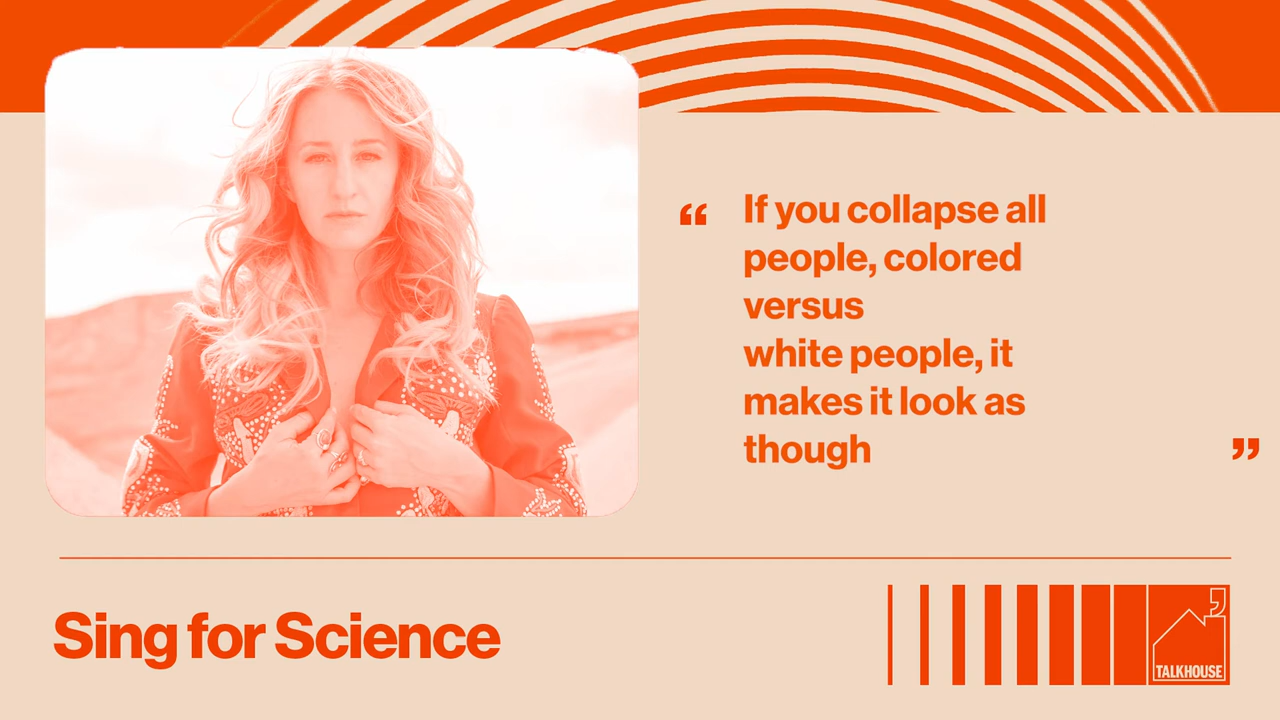 “ If you collapse all
people, colored
versus
white people, it
makes it look as
though ”
Sing for Science
TALKHOUSE